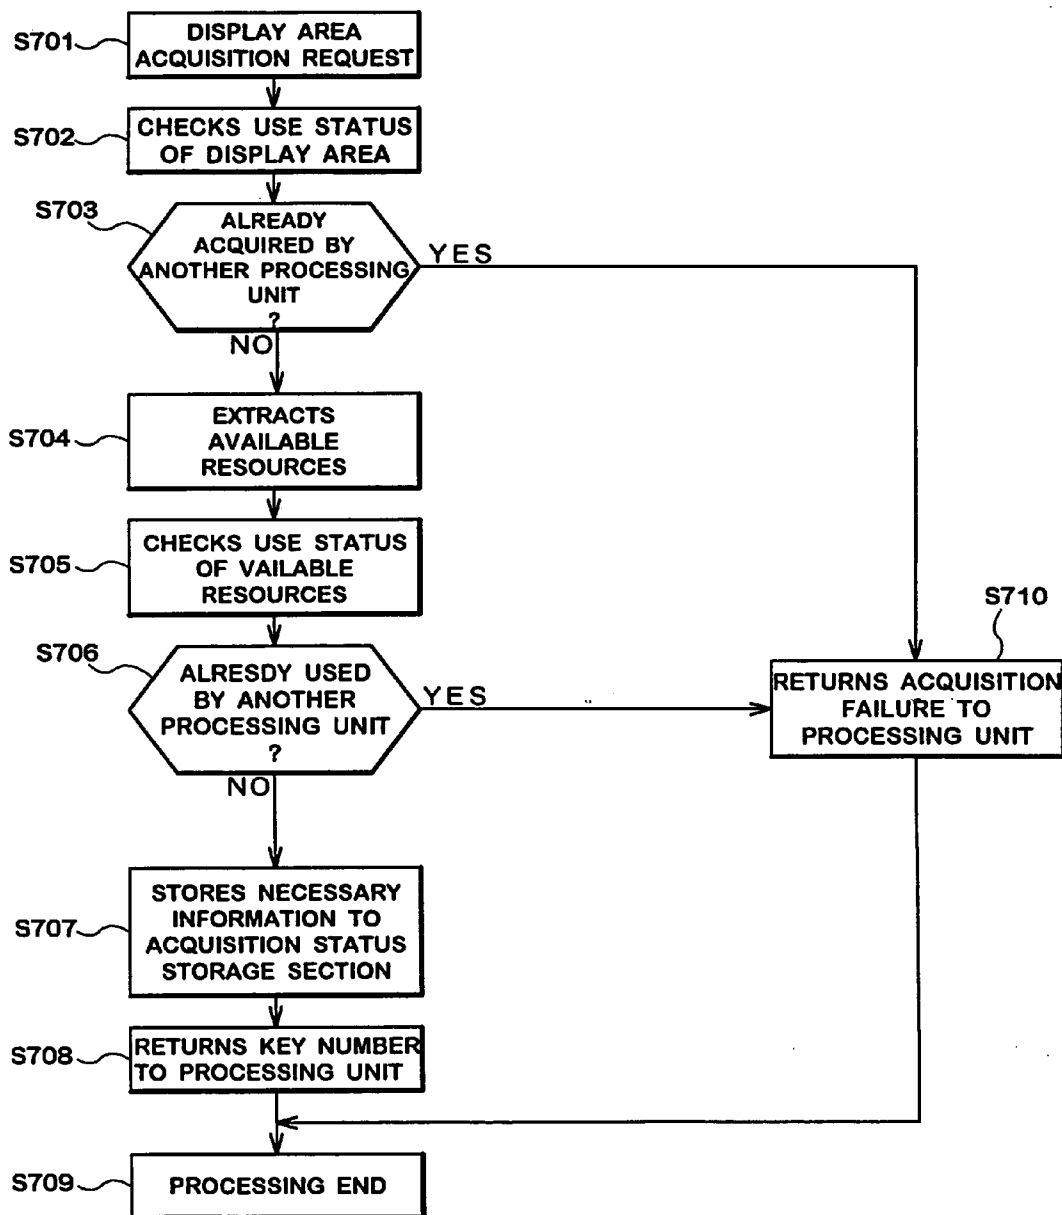 S701
DISPLAY AREA
ACQUISITION REQUEST
S702
CHECKS USE STATUS
OF DISPLAY AREA
S703
ALREADY
ACQUIRED BY
ANOTHER PROCESSING
UNIT
?
YES
NO
S704
EXTRACTS
AVAILABLE
RESOURCES
S705
CHECKS USE STATUS
OF VAILABLE
RESOURCES
S706
ALRESDY USED
BY ANOTHER
PROCESSING UNIT
?
YES
NO
S710
RETURNS ACQUISITION
FAILURE TO
PROCESSING UNIT
S707
STORES NECESSARY
INFORMATION TO
ACQUISITION STATUS
STORAGE SECTION
S708
RETURNS KEY NUMBER
TO PROCESSING UNIT
S709
PROCESSING END